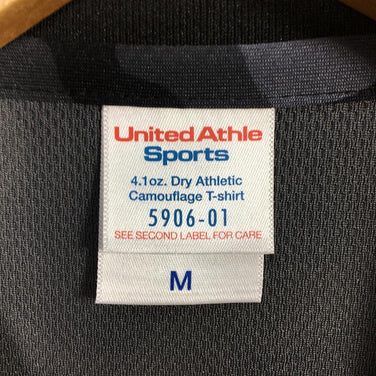 United Athle
Sports
4.1oz. Dry Athletic
Camouflage T-shirt
5906-01
SEE SECOND LABEL FOR CARE
M